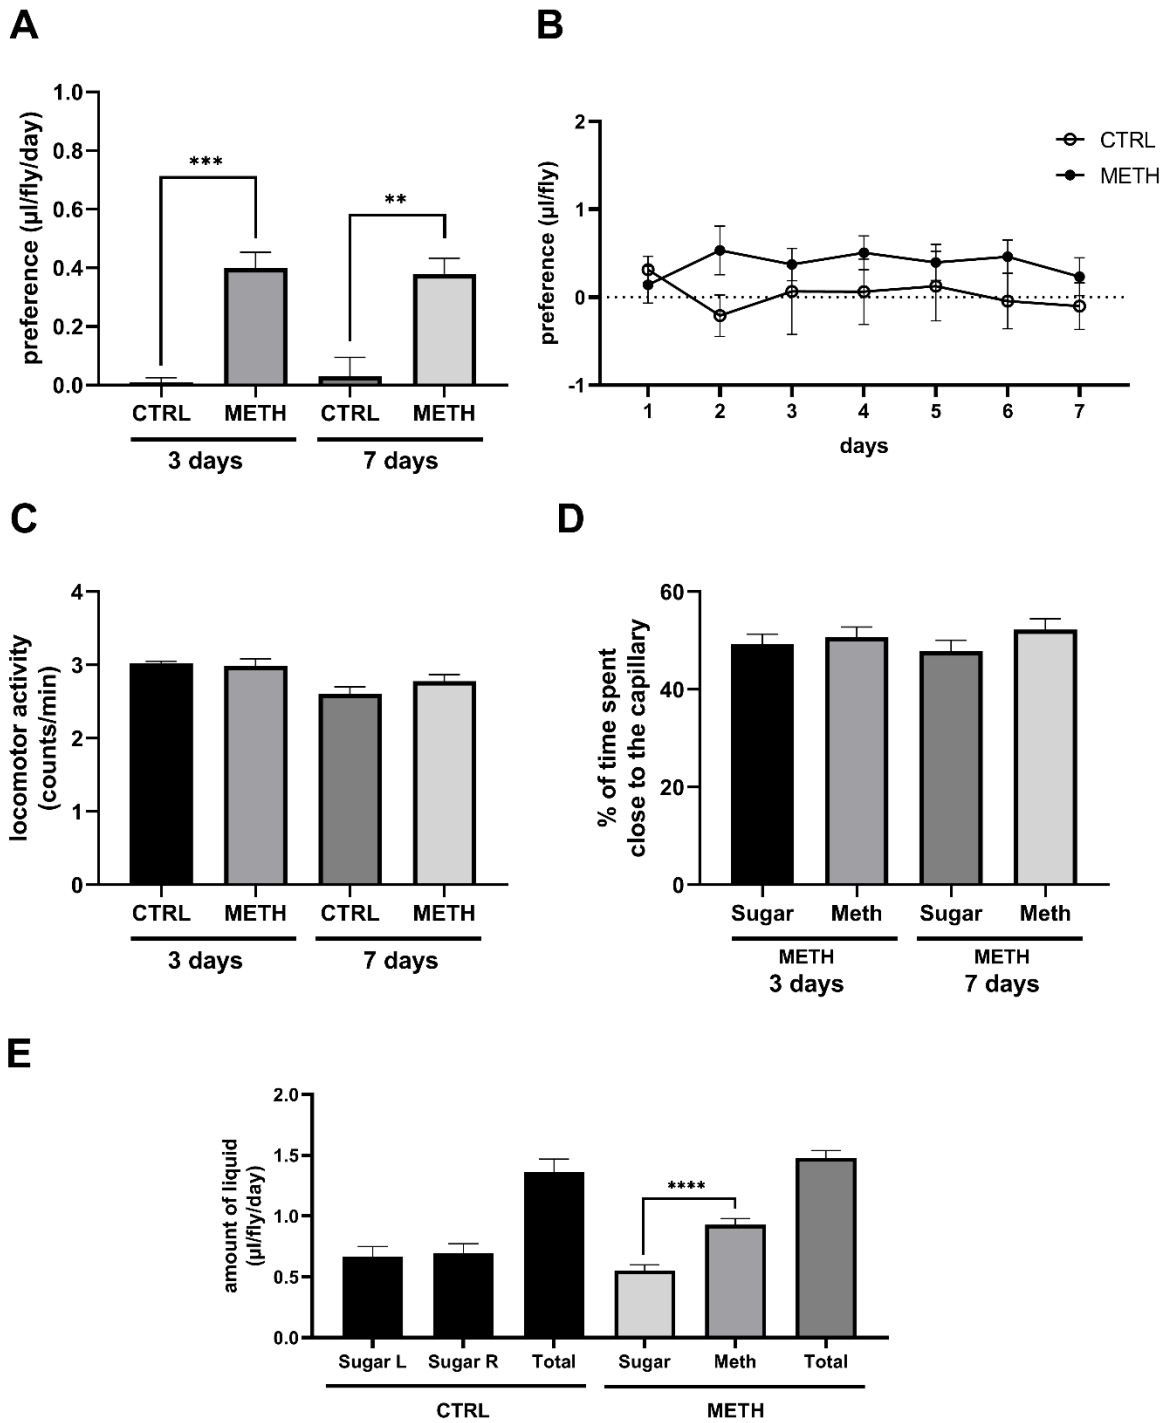 A
preference (µl/fly/day)
1.0
0.8
0.6
0.4
0.2
0.0
***
**
CTRL METH CTRL METH
3 days 7 days
B
preference (µl/fly)
2
1
0
-1
CTRL
METH
1 2 3 4 5 6 7
days
C
locomotor activity
(counts/min)
4
3
2
1
0
CTRL METH CTRL METH
3 days 7 days
D
% of time spent
close to the capillary
60
40
20
0
Sugar Meth Sugar Meth
METH METH
3 days 7 days
E
amount of liquid
(µl/fly/day)
2.0
1.5
1.0
0.5
0.0
****
Sugar L Sugar R Total Sugar Meth Total
CTRL METH